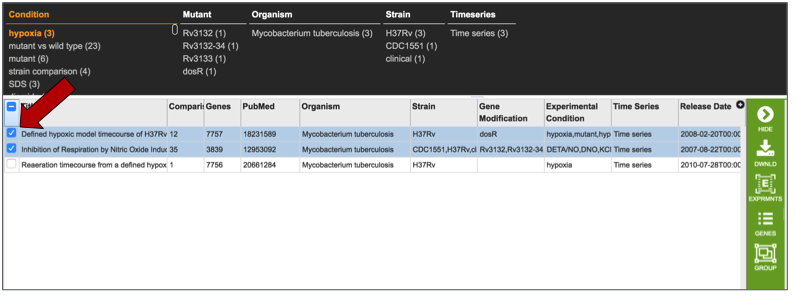 Condition Mutant Organism Strain Timeseries
hypoxia (3) Rv3132 (1) Mycobacterium tuberculosis (3) H37Rv (3) Time series (3)
mutant vs wild type (23) Rv3132-34 (1) CDC1551 (1)
mutant (6) Rv3133 (1) clinical (1)
strain comparison (4) dosR (1)
SDS (3)
Comparis Genes PubMed Organism Strain Gene Modification Experimental Condition Time Series Release Date
Defined hypoxic model timecourse of H37Rv 12 7757 18231589 Mycobacterium tuberculosis H37Rv dosR hypoxia,mutant,hyp Time series 2008-02-20T00:00
Inhibition of Respiration by Nitric Oxide Induc 35 3839 12953092 Mycobacterium tuberculosis CDC1551,H37Rv,cl Rv3132,Rv3132-34 DETA/NO,DNO,KCI Time series 2007-08-22T00:00
Reaeration timecourse from a defined hypox 1 7756 20661284 Mycobacterium tuberculosis H37Rv hypoxia Time series 2010-07-28T00:00
HIDE
DWNLD
EXPRMNTS
GENES
GROUP